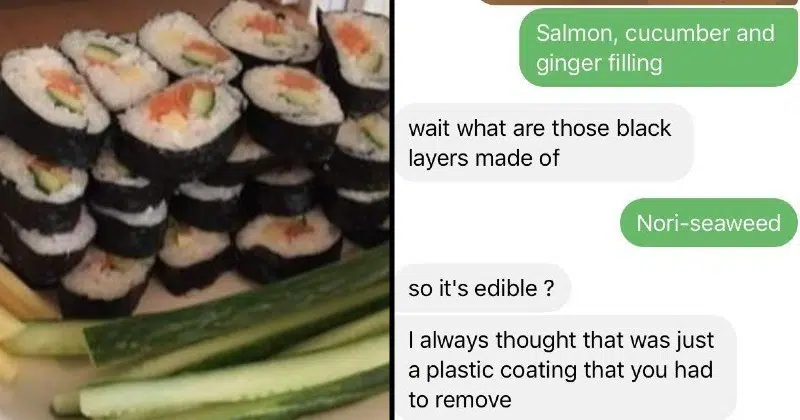 Salmon, cucumber and
ginger filling
wait what are those black
layers made of
Nori-seaweed
so it's edible ?
I always thought that was just
a plastic coating that you had
to remove